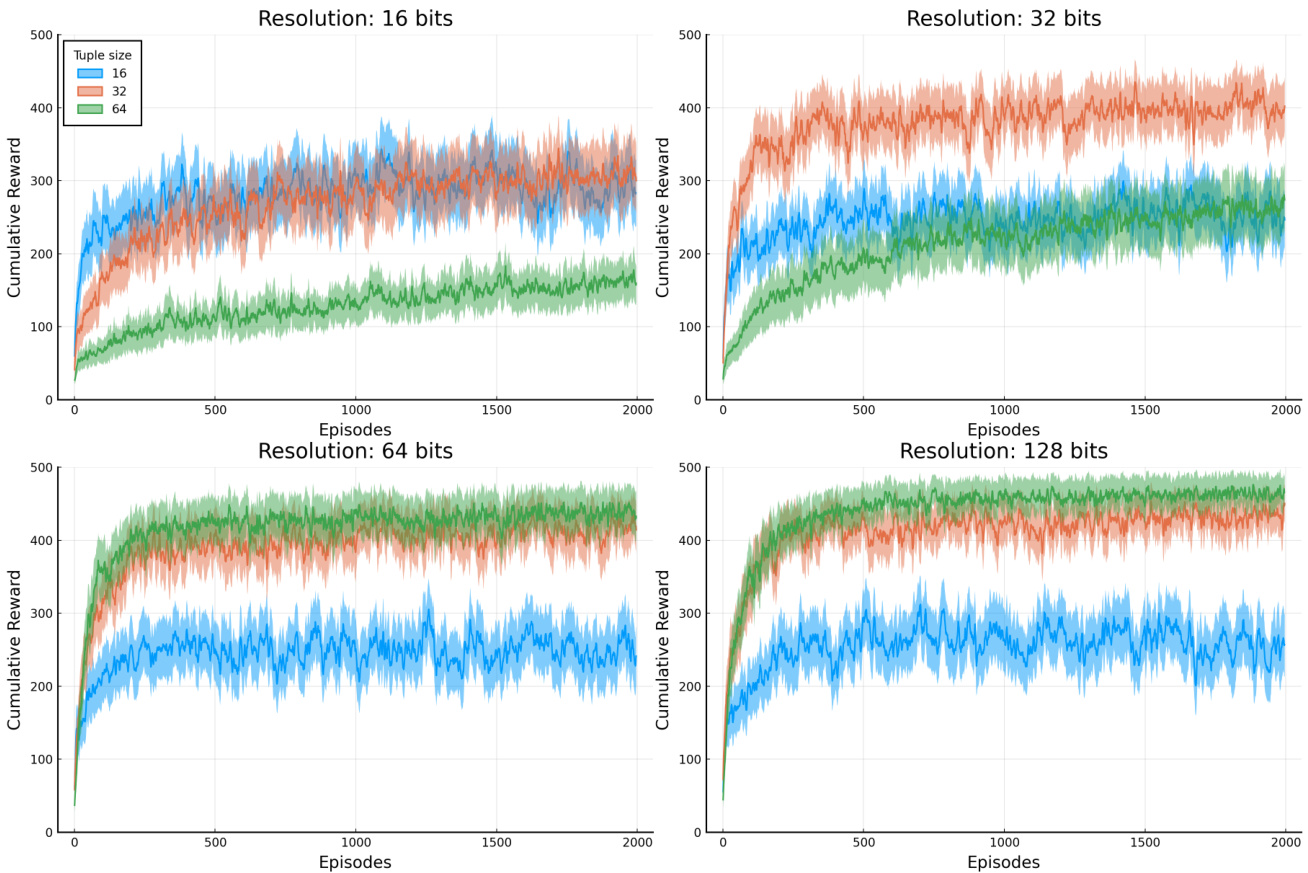 Resolution: 16 bits
Cumulative Reward
500
400
300
200
100
0
Tuple size
16
32
64
0 500 1000 1500 2000
Episodes
Resolution: 32 bits
Cumulative Reward
500
400
300
200
100
0
0 500 1000 1500 2000
Episodes
Resolution: 64 bits
Cumulative Reward
500
400
300
200
100
0
0 500 1000 1500 2000
Episodes
Resolution: 128 bits
Cumulative Reward
500
400
300
200
100
0
0 500 1000 1500 2000
Episodes